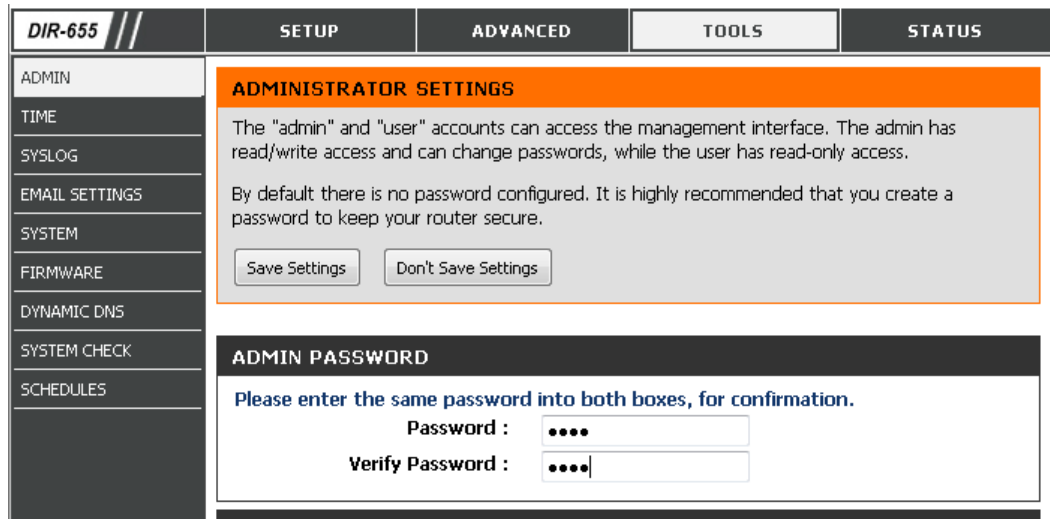 DIR-655
SETUP
ADVANCED
TOOLS
STATUS
ADMIN
TIME
SYSLOG
EMAIL SETTINGS
SYSTEM
FIRMWARE
DYNAMIC DNS
SYSTEM CHECK
SCHEDULES
ADMINISTRATOR SETTINGS
The "admin" and "user" accounts can access the management interface. The admin has
read/write access and can change passwords, while the user has read-only access.
By default there is no password configured. It is highly recommended that you create a
password to keep your router secure.
Save Settings
Don't Save Settings
ADMIN PASSWORD
Please enter the same password into both boxes, for confirmation.
Password : ••••
Verify Password : ••••